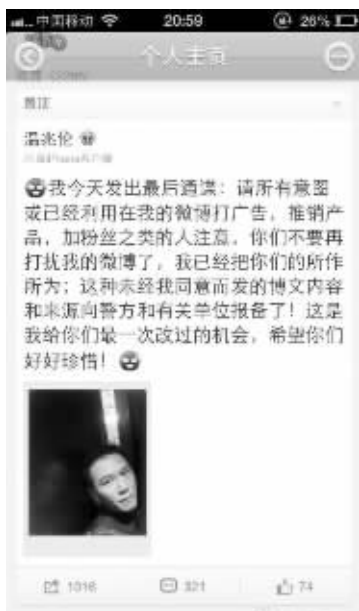 中国移动 20:59 26%
个人主页
温兆伦
我今天发出最后通谍：请所有意图
或已经利用在我的微博打广告，推销产
品，加粉丝之类的人注意，你们不要再
打扰我的微博了，我已经把你们的所作
所为；这种未经我同意而发的博文内容
和来源向警方和有关单位报备了！这是
我给你们最一次改过的机会，希望你们
好好珍惜！
1016 321 74